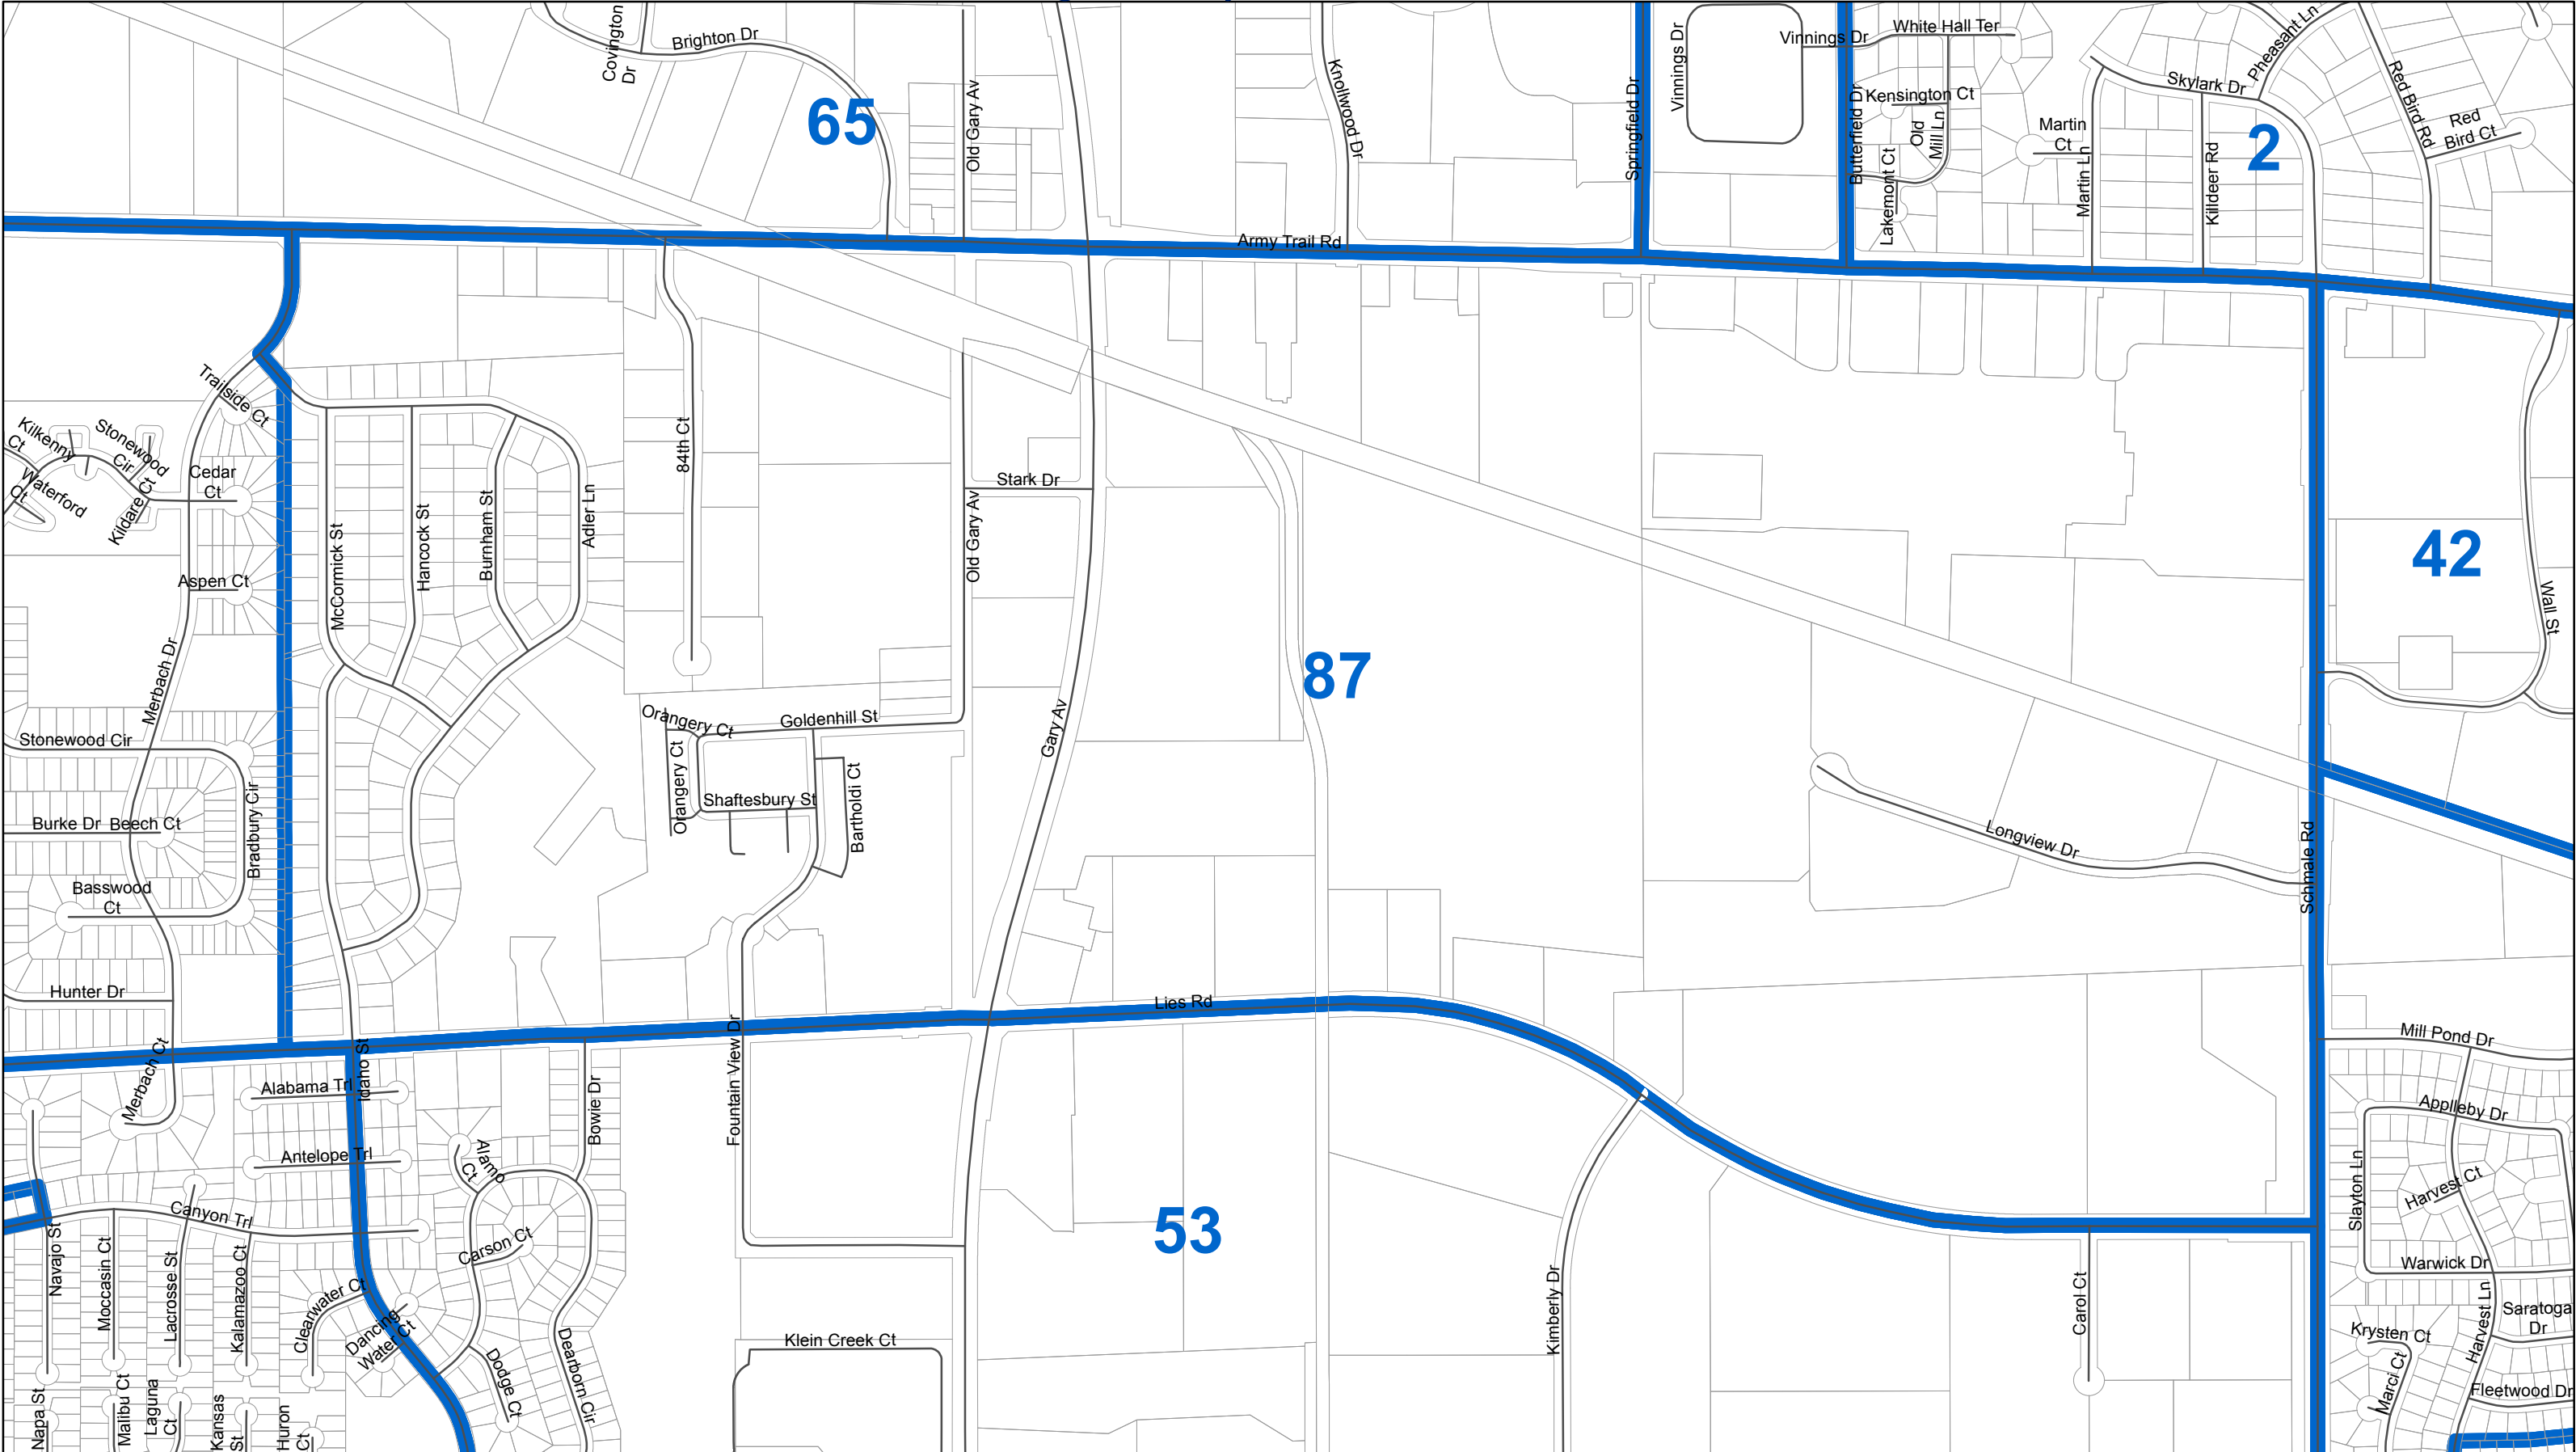 Covington
Dr
Brighton Dr
65
Old Gary Av
Knollwood Dr
Springfield Dr
Vinnings Dr
Vinnings Dr
White Hall Ter
Butterfield Dr
Kensington Ct
Old
Mill Ln
Lakemont Ct
Martin
Ct
Martin Ln
Skylark Dr
Pheasant Ln
Killdeer Rd
2
Red Bird Rd
Red
Bird Ct
Army Trail Rd
Trailside Ct
Kilkenny
Ct
Stonewood
Cir
Waterford
Ct
Kildare Ct
Cedar
Ct
Aspen Ct
McCormick St
Hancock St
Burnham St
Adler Ln
84th Ct
Stark Dr
Old Gary Av
42
Wall St
87
Merbach Dr
Stonewood Cir
Orangery Ct
Goldenhill St
Orangery Ct
Shaftesbury St
Bartholdi Ct
Gary Av
Burke Dr
Beech Ct
Bradbury Cir
Basswood
Ct
Longview Dr
Schmale Rd
Hunter Dr
Lies Rd
Merbach Ct
Idaho St
Alabama Trl
Antelope Trl
Bowie Dr
Fountain View Dr
Alamo
Ct
Mill Pond Dr
Applleby Dr
Harvest Ct
Slayton Ln
Canyon Trl
Carson Ct
53
Navajo St
Moccasin Ct
Lacrosse St
Kalamazoo Ct
Clearwater Ct
Dancing
Water Ct
Kimberly Dr
Carol Ct
Warwick Dr
Harvest Ln
Saratoga
Dr
Krysten Ct
Marci Ct
Fleetwood Dr
Klein Creek Ct
Dodge Ct
Dearborn Cir
Napa St
Malibu Ct
Laguna
Ct
Kansas
St
Huron
Ct